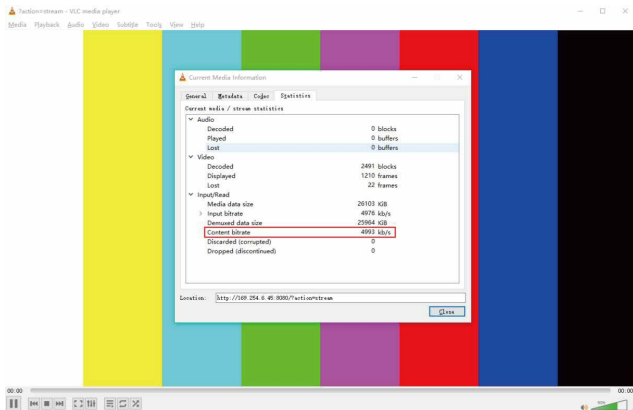 ?action=stream - VLC media player
Media Playback Audio Video Subtitle Tools View Help
Current Media Information
General Metadata Codec Statistics
Current media / stream statistics
Audio
Decoded 0 blocks
Played 0 buffers
Lost 0 buffers
Video
Decoded 2491 blocks
Displayed 1210 frames
Lost 22 frames
Input/Read
Media data size 26103 KiB
Input bitrate 4976 kb/s
Demuxed data size 25964 KiB
Content bitrate 4993 kb/s
Discarded (corrupted) 0
Dropped (discontinued) 0
Location: http://169.254.6.45:8080/?action=stream
Close
00:00 00:00